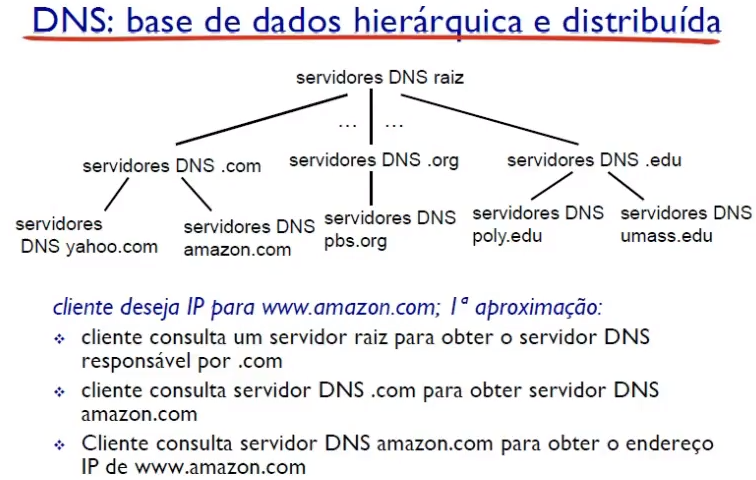 DNS: base de dados hierárquica e distribuída
servidores DNS raiz
... ...
servidores DNS .com
servidores DNS .org
servidores DNS .edu
servidores
DNS yahoo.com
servidores DNS
amazon.com
servidores DNS
pbs.org
servidores DNS
poly.edu
servidores DNS
umass.edu
cliente deseja IP para www.amazon.com; 1ª aproximação:
cliente consulta um servidor raiz para obter o servidor DNS
responsável por .com
cliente consulta servidor DNS .com para obter servidor DNS
amazon.com
Cliente consulta servidor DNS amazon.com para obter o endereço
IP de www.amazon.com